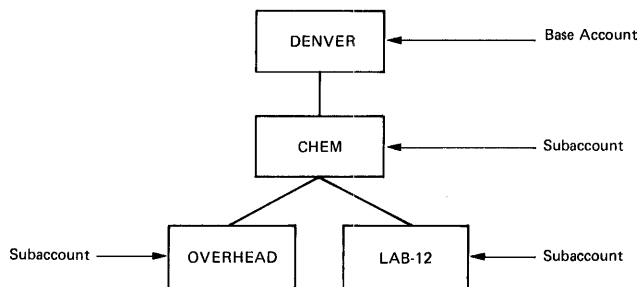 DENVER
Base Account
CHEM
Subaccount
Subaccount
OVERHEAD
LAB-12
Subaccount